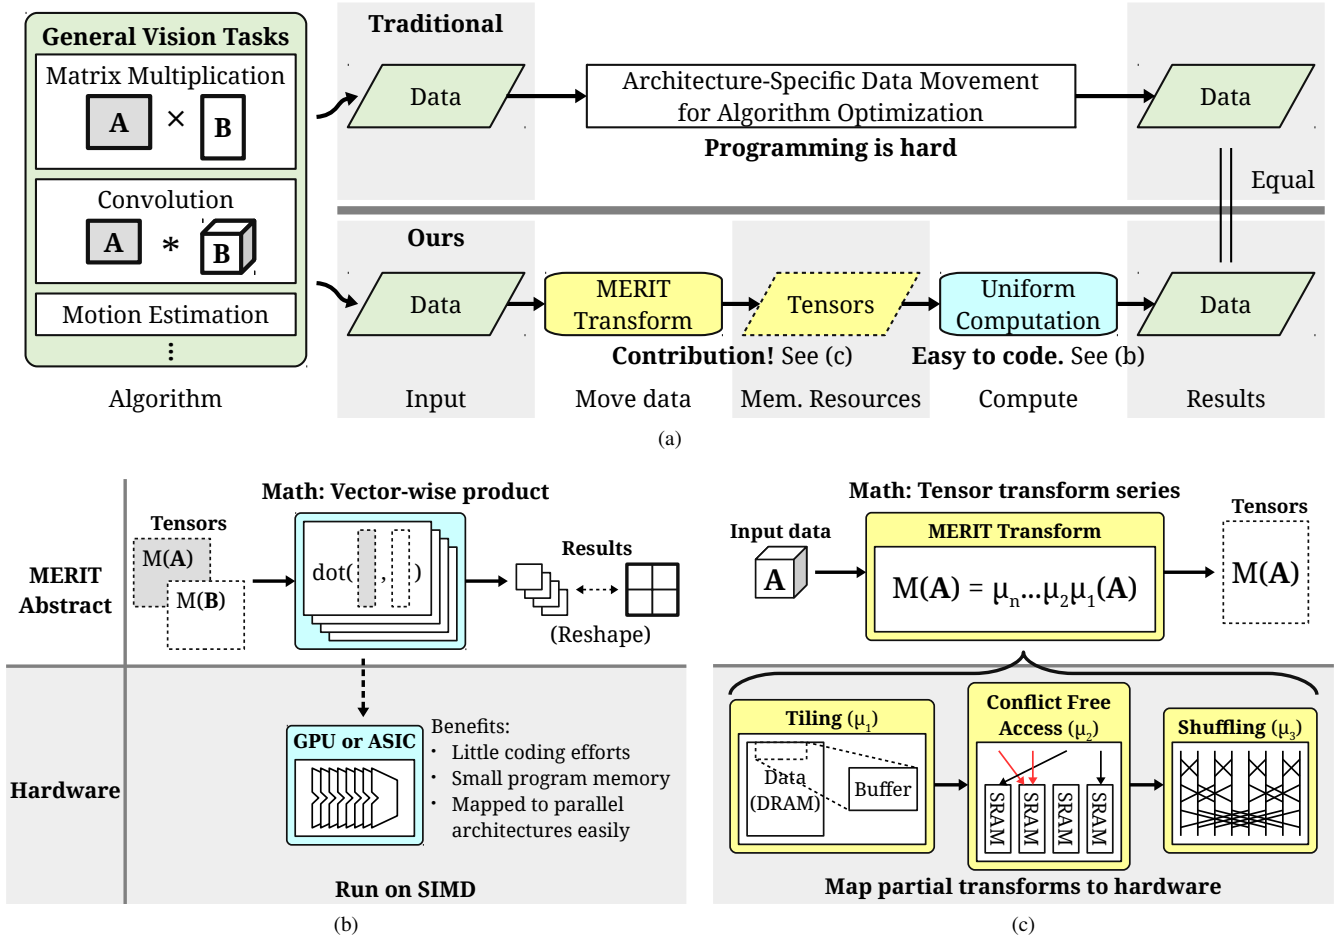 General Vision Tasks
Matrix Multiplication
A × B
Convolution
A * B
Motion Estimation
⋮
Algorithm
Traditional
Data
Architecture-Specific Data Movement
for Algorithm Optimization
Programming is hard
Data
Equal
Ours
Data
MERIT
Transform
Tensors
Uniform
Computation
Data
Contribution! See (c)
Easy to code. See (b)
Input
Move data
Mem. Resources
Compute
Results
(a)
MERIT
Abstract
Hardware
Math: Vector-wise product
Tensors
M(A)
M(B)
dot( , )
Results
(Reshape)
GPU or ASIC
Benefits:
· Little coding efforts
· Small program memory
· Mapped to parallel
architectures easily
Run on SIMD
(b)
Math: Tensor transform series
Input data
A
MERIT Transform
M(A) = μn...μ2μ1(A)
Tensors
M(A)
Tiling (μ1)
Data
(DRAM)
Buffer
Conflict Free
Access (μ2)
SRAM
SRAM
SRAM
SRAM
Shuffling (μ3)
Map partial transforms to hardware
(c)